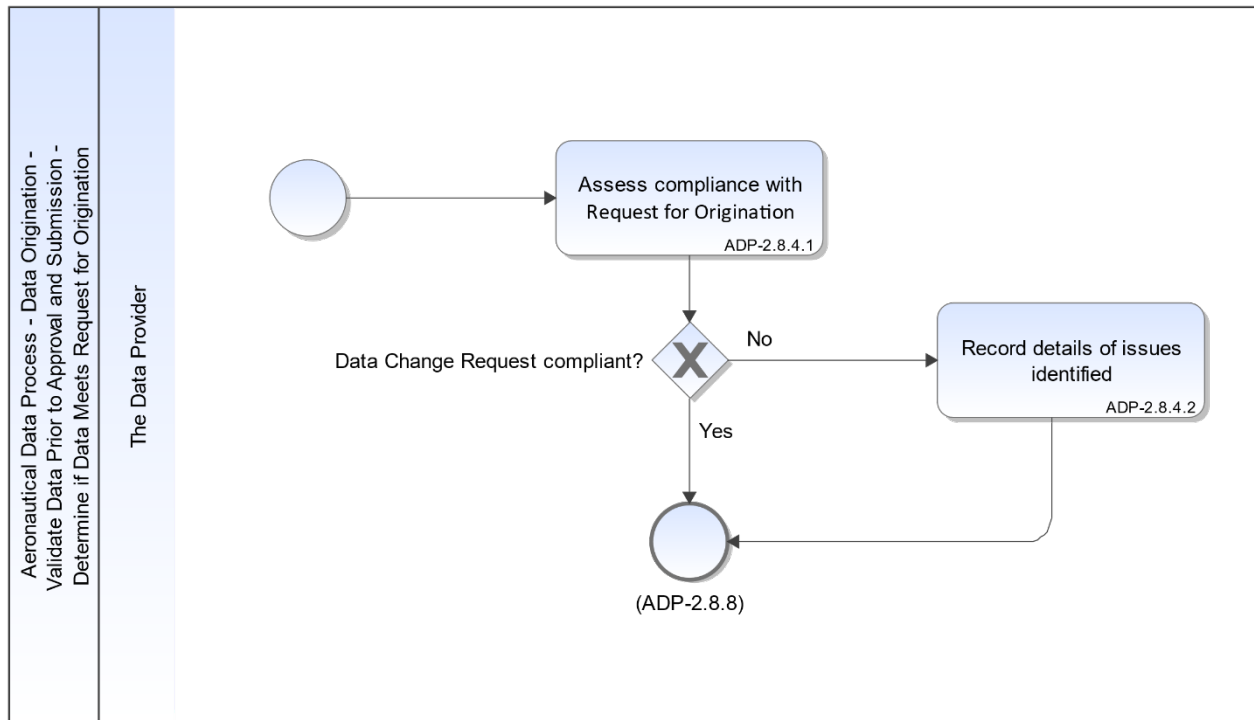 Aeronautical Data Process - Data Origination -
Validate Data Prior to Approval and Submission -
Determine if Data Meets Request for Origination
The Data Provider
Assess compliance with
Request for Origination
ADP-2.8.4.1
Data Change Request compliant?
No
Record details of issues
identified
ADP-2.8.4.2
Yes
(ADP-2.8.8)